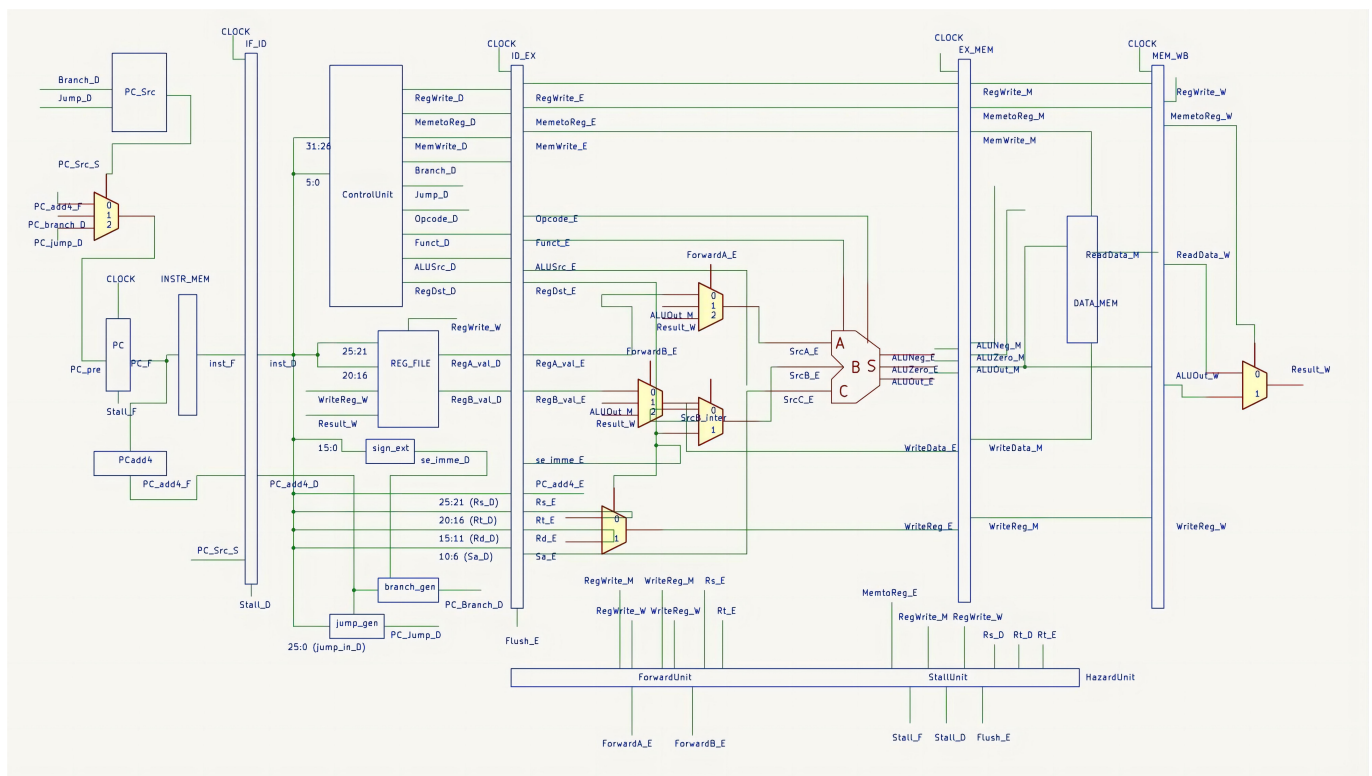 CLOCK
IF_ID
Branch_D
Jump_D
PC_Src
PC_Src_S
PC_add4_F
PC_branch_D
PC_jump_D
0
1
2
CLOCK
INSTR_MEM
PC
PC_pre
PC_F
Stall_F
inst_F
PCadd4
PC_add4_F
PC_add4_D
PC_Src_S
Stall_D
inst_D
31:26
5:0
ControlUnit
RegWrite_D
MemetoReg_D
MemWrite_D
Branch_D
Jump_D
Opcode_D
Funct_D
ALUSrc_D
RegDst_D
RegWrite_W
25:21
20:16
REG_FILE
RegA_val_D
RegB_val_D
WriteReg_W
Result_W
15:0
sign_ext
se_imme_D
25:21 (Rs_D)
20:16 (Rt_D)
15:11 (Rd_D)
10:6 (Sa_D)
branch_gen
PC_Branch_D
jump_gen
PC_Jump_D
25:0 (jump_in_D)
CLOCK
ID_EX
RegWrite_E
MemetoReg_E
MemWrite_E
Opcode_E
Funct_E
ALUSrc_E
RegDst_E
RegA_val_E
RegB_val_E
se_imme_E
PC_add4_E
Rs_E
Rt_E
Rd_E
Sa_E
Flush_E
ForwardA_E
0
1
2
ALUOut_M
Result_W
ForwardB_E
0
1
2
ALUOut_M
Result_W
0
1
SrcB_inter
0
1
SrcA_E
SrcB_E
SrcC_E
A
B
S
C
ALUNeg_E
ALUZero_E
ALUOut_E
WriteData_E
WriteReg_E
CLOCK
EX_MEM
RegWrite_M
MemetoReg_M
MemWrite_M
ALUNeg_M
ALUZero_M
ALUOut_M
WriteData_M
WriteReg_M
ReadData_M
DATA_MEM
CLOCK
MEM_WB
RegWrite_W
MemetoReg_W
ReadData_W
ALUOut_W
WriteReg_W
0
1
Result_W
RegWrite_M
WriteReg_M
Rs_E
RegWrite_W
WriteReg_W
Rt_E
MemtoReg_E
RegWrite_M
RegWrite_W
Rs_D
Rt_D
Rt_E
ForwardUnit
StallUnit
HazardUnit
ForwardA_E
ForwardB_E
Stall_F
Stall_D
Flush_E